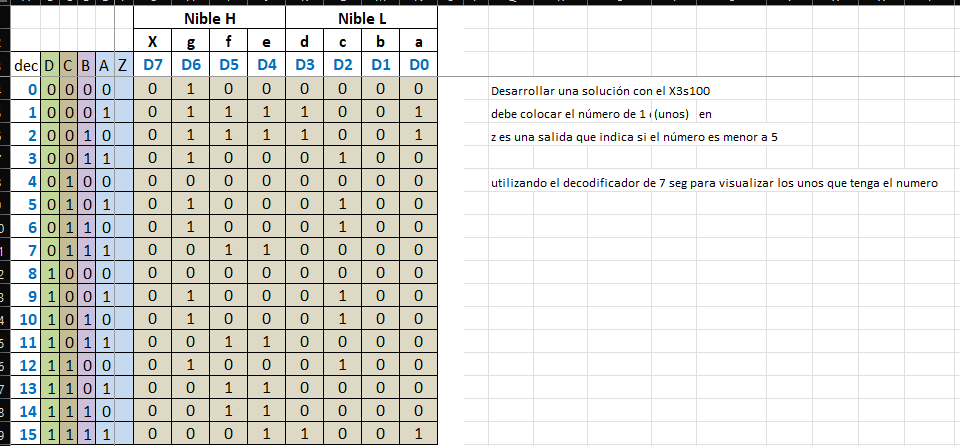 Nible H Nible L
X g f e d c b a
dec D C B A Z D7 D6 D5 D4 D3 D2 D1 D0
0 0 0 0 0 0 1 0 0 0 0 0 0
1 0 0 0 1 0 1 1 1 1 0 0 1
2 0 0 1 0 0 1 1 1 1 0 0 1
3 0 0 1 1 0 1 0 0 0 1 0 0
4 0 1 0 0 0 0 0 0 0 0 0 0
5 0 1 0 1 0 1 0 0 0 1 0 0
6 0 1 1 0 0 1 0 0 0 1 0 0
7 0 1 1 1 0 0 1 1 0 0 0 0
8 1 0 0 0 0 0 0 0 0 0 0 0
9 1 0 0 1 0 1 0 0 0 1 0 0
10 1 0 1 0 0 1 0 0 0 1 0 0
11 1 0 1 1 0 0 1 1 0 0 0 0
12 1 1 0 0 0 1 0 0 0 1 0 0
13 1 1 0 1 0 0 1 1 0 0 0 0
14 1 1 1 0 0 0 1 1 0 0 0 0
15 1 1 1 1 0 0 0 1 1 0 0 1
Desarrollar una solución con el X3s100
debe colocar el número de 1 (unos) en
z es una salida que indica si el número es menor a 5
utilizando el decodificador de 7 seg para visualizar los unos que tenga el numero